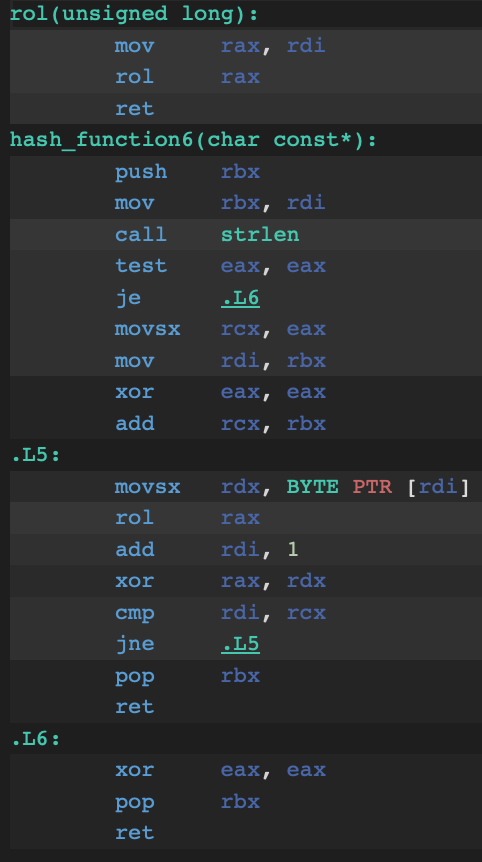 rol(unsigned long):
mov rax, rdi
rol rax
ret
hash_function6(char const*):
push rbx
mov rbx, rdi
call strlen
test eax, eax
je .L6
movsx rcx, eax
mov rdi, rbx
xor eax, eax
add rcx, rbx
.L5:
movsx rdx, BYTE PTR [rdi]
rol rax
add rdi, 1
xor rax, rdx
cmp rdi, rcx
jne .L5
pop rbx
ret
.L6:
xor eax, eax
pop rbx
ret